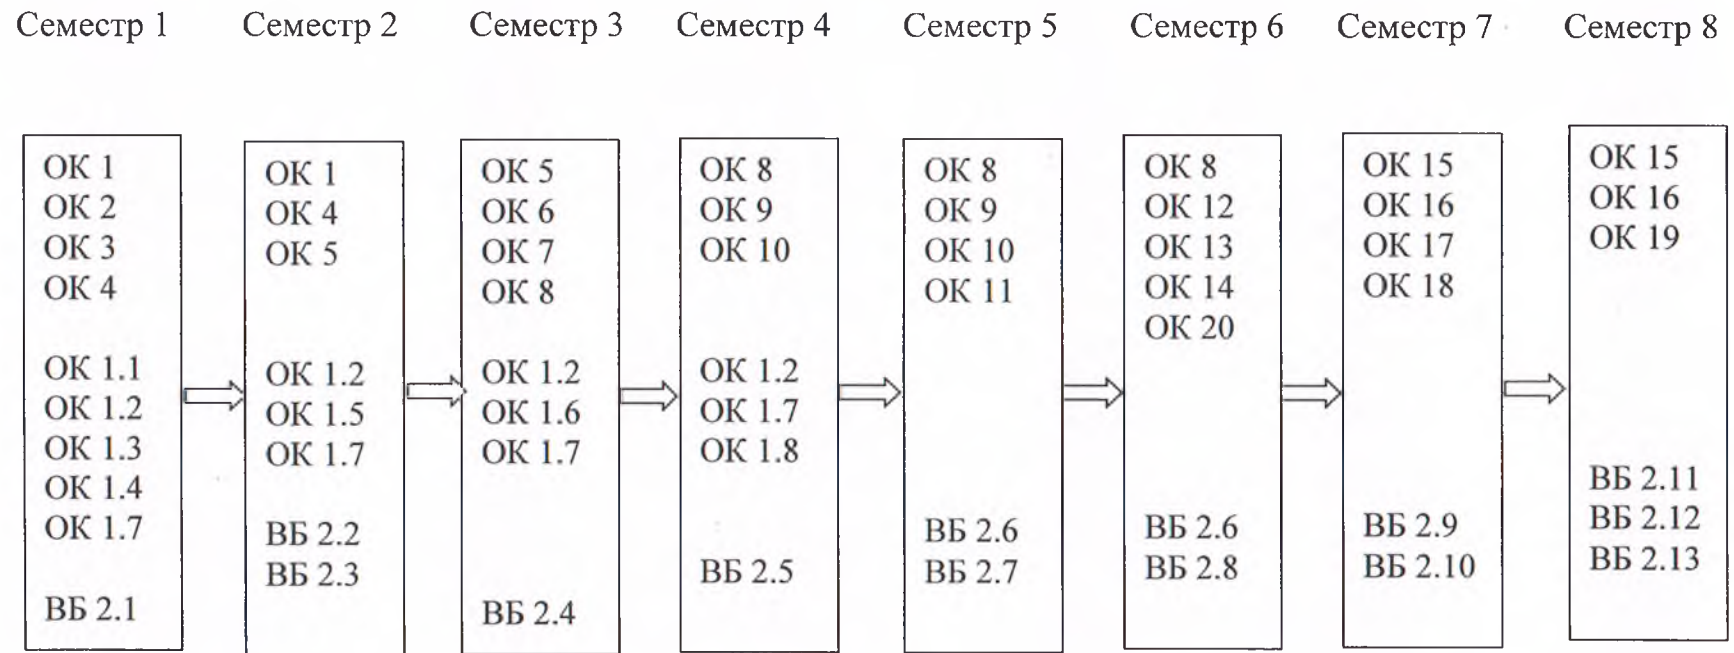 Семестр 1 Семестр 2 Семестр 3 Семестр 4 Семестр 5 Семестр 6 Семестр 7 Семестр 8
ОК 1
ОК 2
ОК 3
ОК 4
ОК 1.1
ОК 1.2
ОК 1.3
ОК 1.4
ОК 1.7
ВБ 2.1
ОК 1
ОК 4
ОК 5
ОК 1.2
ОК 1.5
ОК 1.7
ВБ 2.2
ВБ 2.3
ОК 5
ОК 6
ОК 7
ОК 8
ОК 1.2
ОК 1.6
ОК 1.7
ВБ 2.4
ОК 8
ОК 9
ОК 10
ОК 1.2
ОК 1.7
ОК 1.8
ВБ 2.5
ОК 8
ОК 9
ОК 10
ОК 11
ВБ 2.6
ВБ 2.7
ОК 8
ОК 12
ОК 13
ОК 14
ОК 20
ВБ 2.6
ВБ 2.8
ОК 15
ОК 16
ОК 17
ОК 18
ВБ 2.9
ВБ 2.10
ОК 15
ОК 16
ОК 19
ВБ 2.11
ВБ 2.12
ВБ 2.13